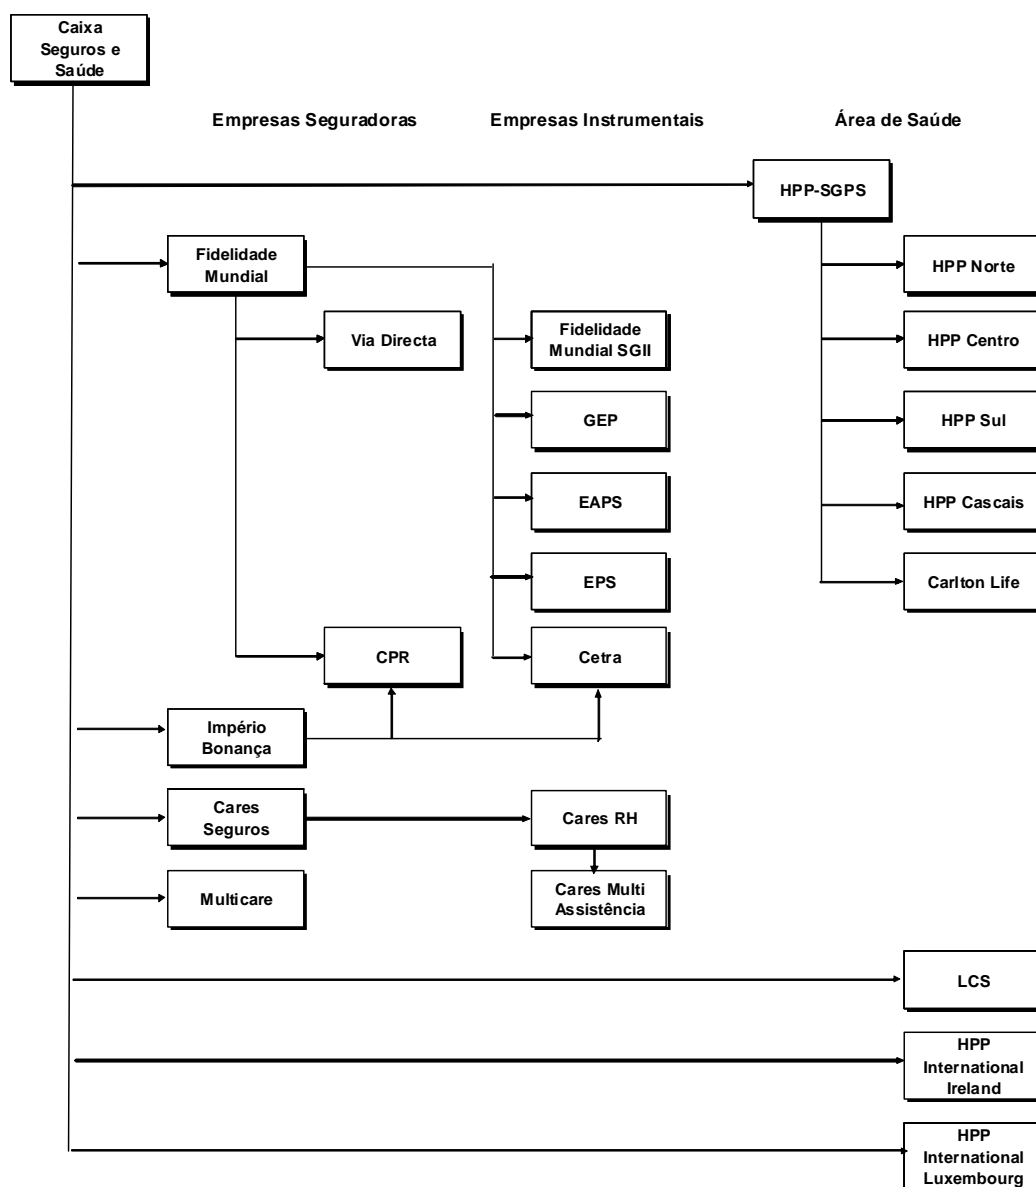 Caixa
Seguros e
Saúde
Empresas Seguradoras
Empresas Instrumentais
Área de Saúde
HPP-SGPS
Fidelidade
Mundial
HPP Norte
Via Directa
Fidelidade
Mundial SGII
HPP Centro
GEP
HPP Sul
EAPS
HPP Cascais
EPS
Carlton Life
CPR
Cetra
Império
Bonança
Cares
Seguros
Cares RH
Multicare
Cares Multi
Assistência
LCS
HPP
International
Ireland
HPP
International
Luxembourg